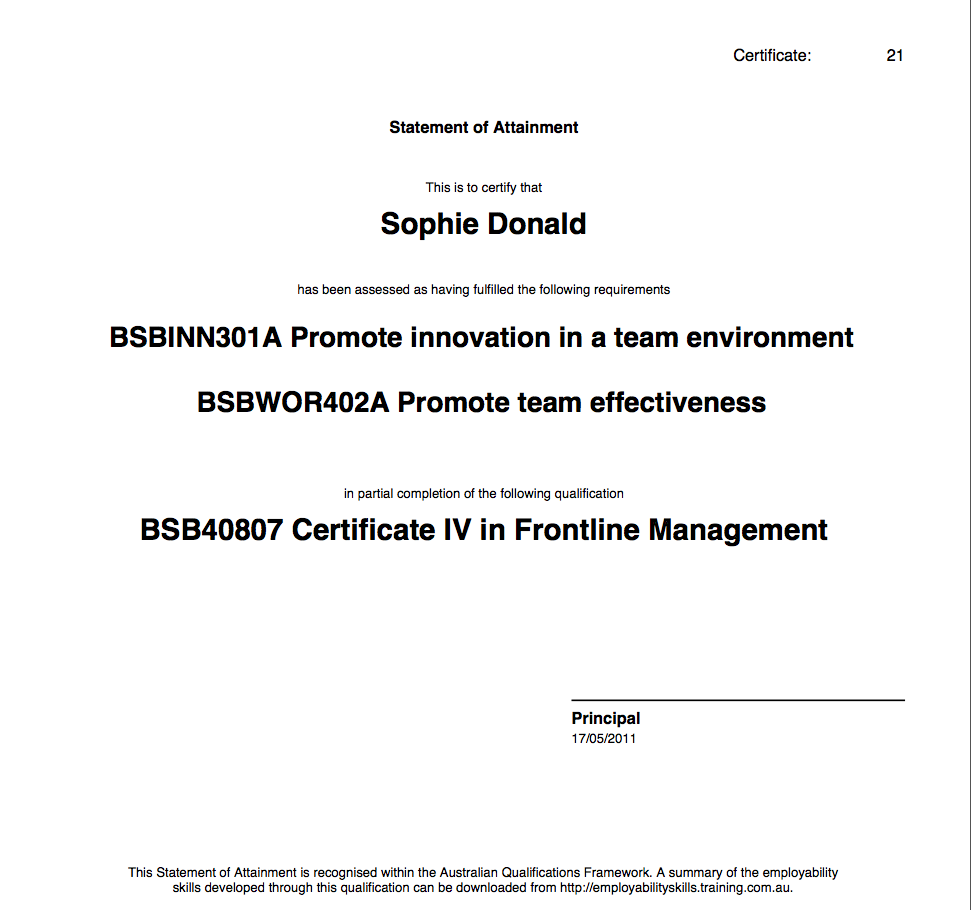 Certificate: 21
Statement of Attainment
This is to certify that
Sophie Donald
has been assessed as having fulfilled the following requirements
BSBINN301A Promote innovation in a team environment
BSBWOR402A Promote team effectiveness
in partial completion of the following qualification
BSB40807 Certificate IV in Frontline Management
Principal
17/05/2011
This Statement of Attainment is recognised within the Australian Qualifications Framework. A summary of the employability
skills developed through this qualification can be downloaded from http://employabilityskills.training.com.au.